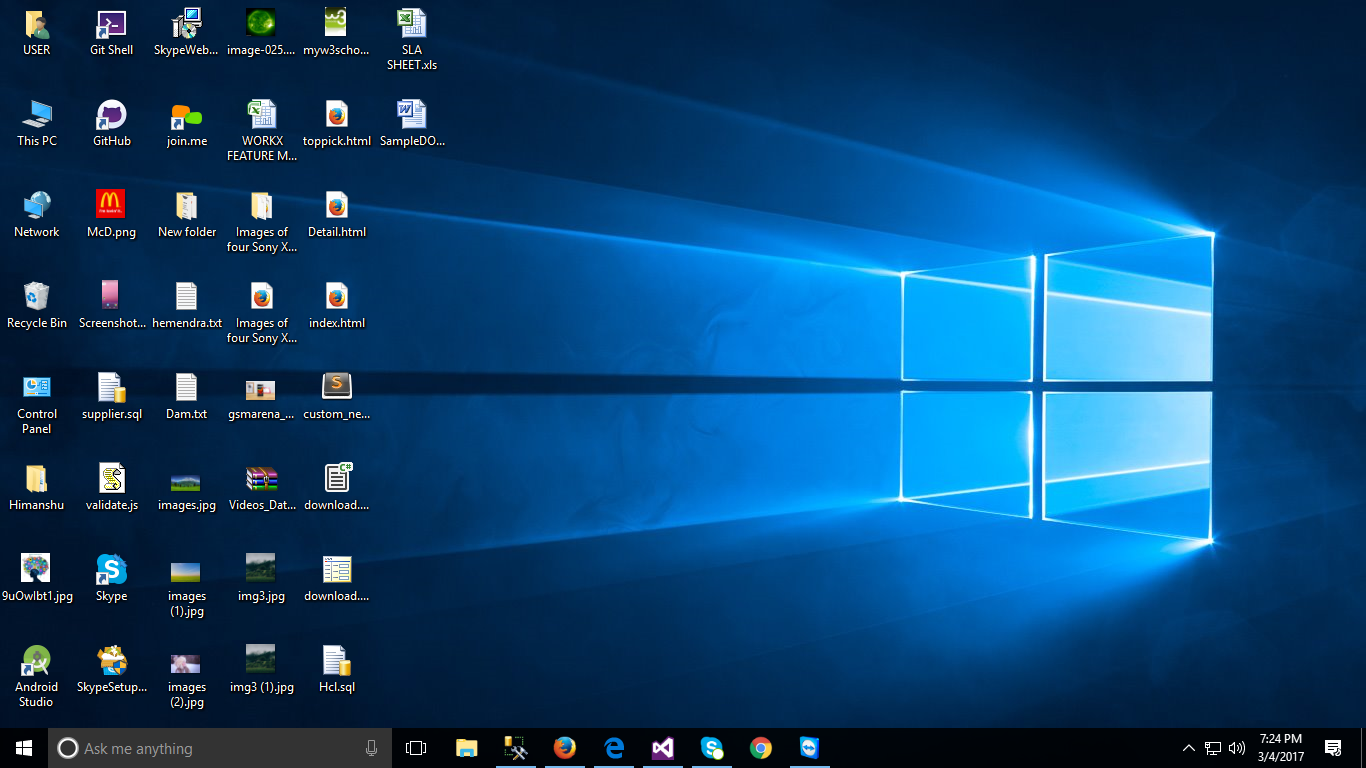 USER
Git Shell
SkypeWeb...
image-025....
myw3scho...
SLA
SHEET.xls
This PC
GitHub
join.me
WORKX
FEATURE M...
toppick.html
SampleDO...
Network
McD.png
New folder
Images of
four Sony X...
Detail.html
Recycle Bin
Screenshot...
hemendra.txt
Images of
four Sony X...
index.html
Control
Panel
supplier.sql
Dam.txt
gsmarena_...
custom_ne...
Himanshu
validate.js
images.jpg
Videos_Dat...
download....
9uOwlbt1.jpg
Skype
images
(1).jpg
img3.jpg
download....
Android
Studio
SkypeSetup...
images
(2).jpg
img3 (1).jpg
Hcl.sql
Ask me anything
7:24 PM
3/4/2017